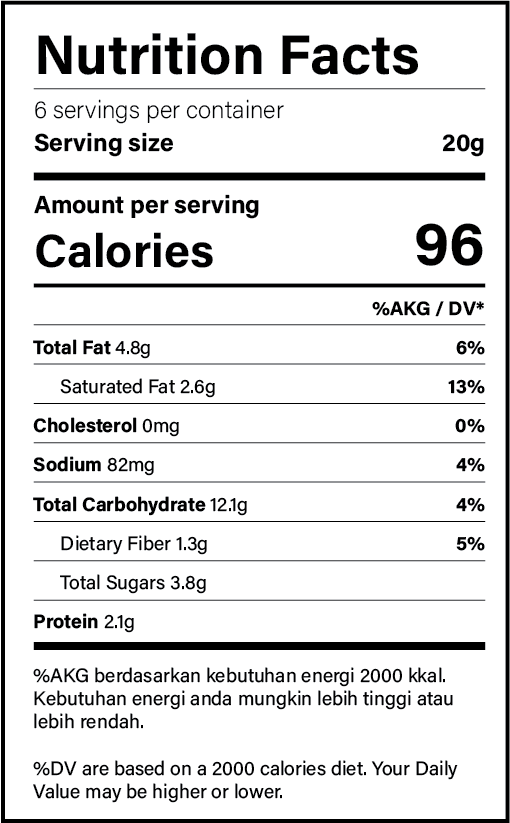 Nutrition Facts
6 servings per container
Serving size 20g
Amount per serving
Calories 96
%AKG / DV*
Total Fat 4.8g 6%
Saturated Fat 2.6g 13%
Cholesterol 0mg 0%
Sodium 82mg 4%
Total Carbohydrate 12.1g 4%
Dietary Fiber 1.3g 5%
Total Sugars 3.8g
Protein 2.1g
%AKG berdasarkan kebutuhan energi 2000 kkal.
Kebutuhan energi anda mungkin lebih tinggi atau
lebih rendah.
%DV are based on a 2000 calories diet. Your Daily
Value may be higher or lower.